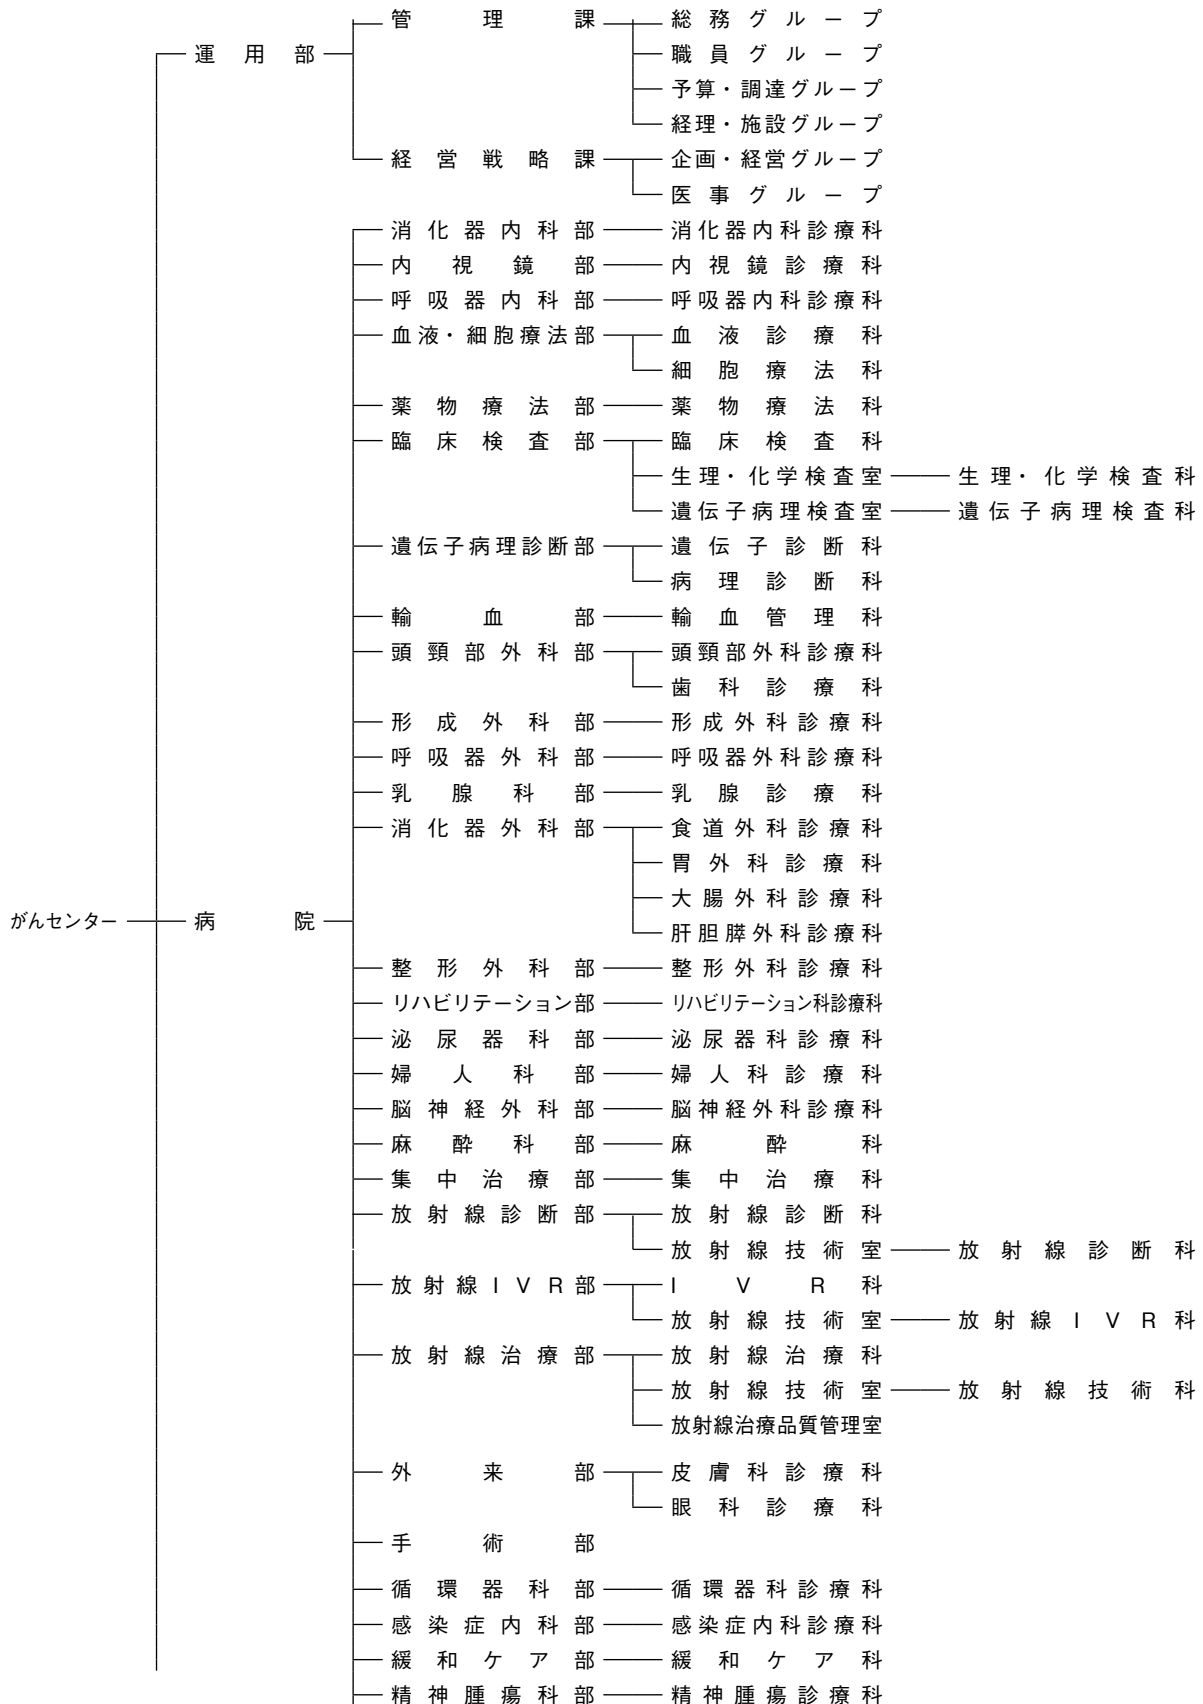 管理課 総務グループ
運用部 職員グループ
予算・調達グループ
経理・施設グループ
経営戦略課 企画・経営グループ
医事グループ
消化器内科部 消化器内科診療科
内視鏡部 内視鏡診療科
呼吸器内科部 呼吸器内科診療科
血液・細胞療法部 血液診療科
細胞療法科
薬物療法部 薬物療法科
臨床検査部 臨床検査科
生理・化学検査室 生理・化学検査科
遺伝子病理検査室 遺伝子病理検査科
遺伝子病理診断部 遺伝子診断科
病理診断科
輸血部 輸血管理科
頭頸部外科部 頭頸部外科診療科
歯科診療科
形成外科部 形成外科診療科
呼吸器外科部 呼吸器外科診療科
乳腺科部 乳腺診療科
消化器外科部 食道外科診療科
胃外科診療科
大腸外科診療科
がんセンター 病院
肝胆膵外科診療科
整形外科部 整形外科診療科
リハビリテーション部 リハビリテーション科診療科
泌尿器科部 泌尿器科診療科
婦人科部 婦人科診療科
脳神経外科部 脳神経外科診療科
麻酔科部 麻酔科
集中治療部 集中治療科
放射線診断部 放射線診断科
放射線技術室 放射線診断科
放射線IVR部 IVR科
放射線技術室 放射線IVR科
放射線治療部 放射線治療科
放射線技術室 放射線技術科
放射線治療品質管理室
外来部 皮膚科診療科
眼科診療科
手術部
循環器科部 循環器科診療科
感染症内科部 感染症内科診療科
緩和ケア部 緩和ケア科
精神腫瘍科部 精神腫瘍診療科